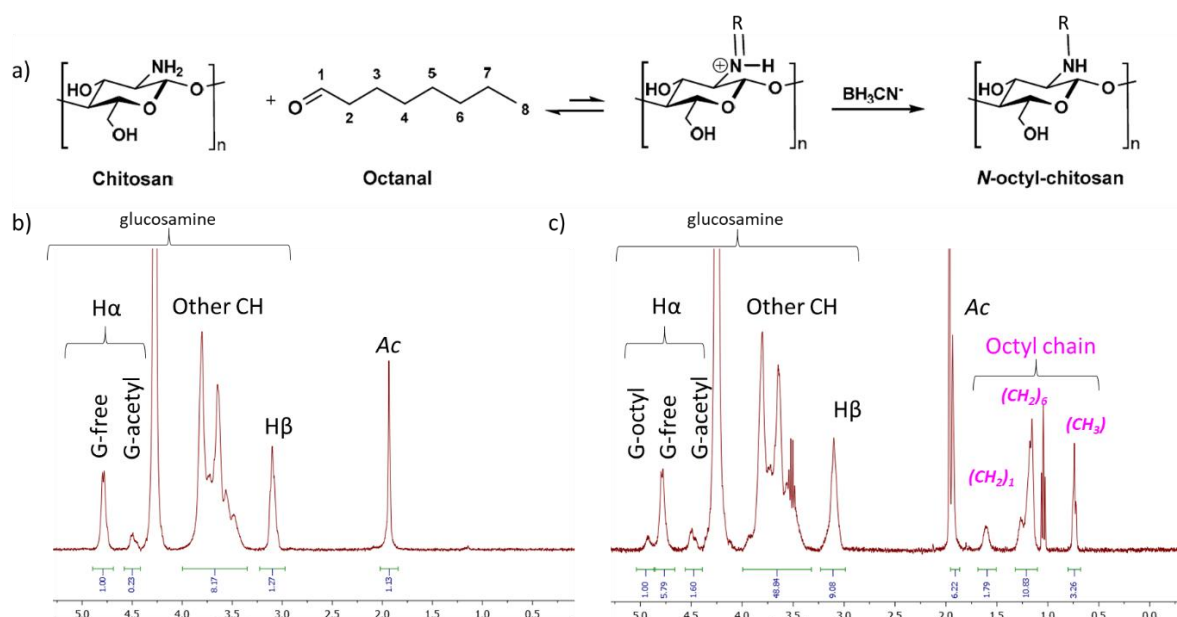 a)
NH₂
HO
O
O
OH
n
Chitosan
+
1
2
3
4
5
6
7
8
O
Octanal
R
N-H
⊕
HO
O
O
OH
n
BH₃CN⁻
R
NH
HO
O
O
OH
n
N-octyl-chitosan
b)
glucosamine
Hα
Other CH
Ac
G-free
G-acetyl
Hβ
1.00
0.23
8.17
1.27
1.13
5.0 4.5 4.0 3.5 3.0 2.5 2.0 1.5 1.0 0.5
c)
glucosamine
Hα
Other CH
Ac
Octyl chain
(CH₂)₆
(CH₃)
(CH₂)₁
G-octyl
G-free
G-acetyl
Hβ
1.00
5.79
1.60
48.84
9.08
6.22
1.79
10.83
3.26
5.0 4.5 4.0 3.5 3.0 2.5 2.0 1.5 1.0 0.5 0.0